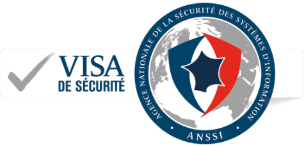 VISA
DE SÉCURITÉ
AGENCE NATIONALE DE LA SÉCURITÉ DES SYSTÈMES D'INFORMATION
ANSSI